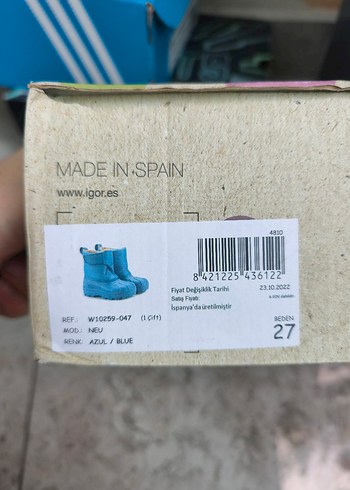 MADE IN SPAIN
www.igor.es
4810
8 421225 436122
Fiyat Değişiklik Tarihi
23.10.2022
Satış Fiyatı:
İspanya'da üretilmiştir
REF.: W10259-047 (1 Çift)
MOD.: NEU
RENK: AZUL / BLUE
BEDEN
27